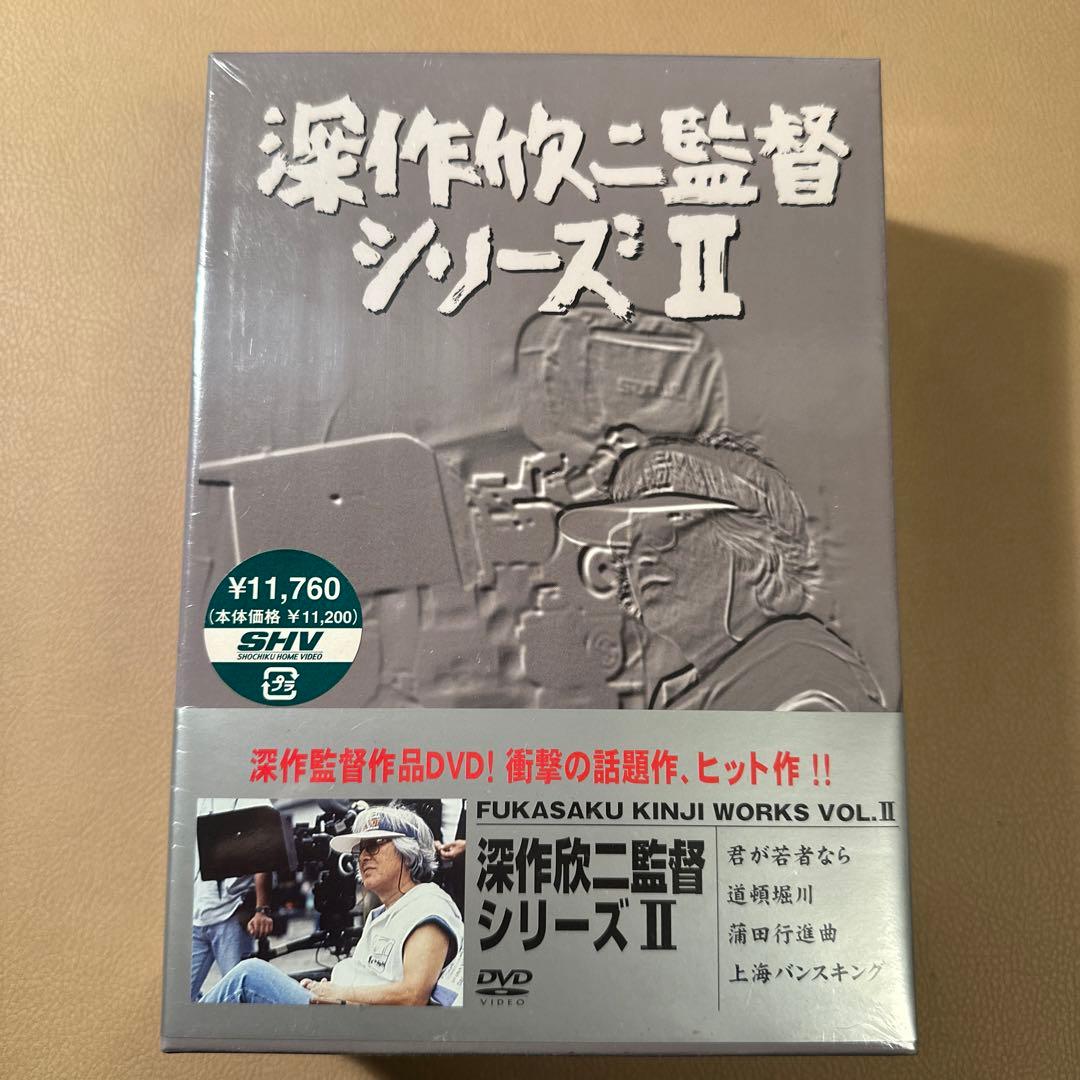 深作欣二監督
シリーズ Ⅱ
¥11,760
(本体価格 ¥11,200)
SHV
SHOCHIKU HOME VIDEO
プラ
深作監督作品DVD! 衝撃の話題作、ヒット作 !!
FUKASAKU KINJI WORKS VOL.Ⅱ
深作欣二監督
シリーズ Ⅱ
DVD
VIDEO
君が若者なら
道頓堀川
蒲田行進曲
上海バンスキング